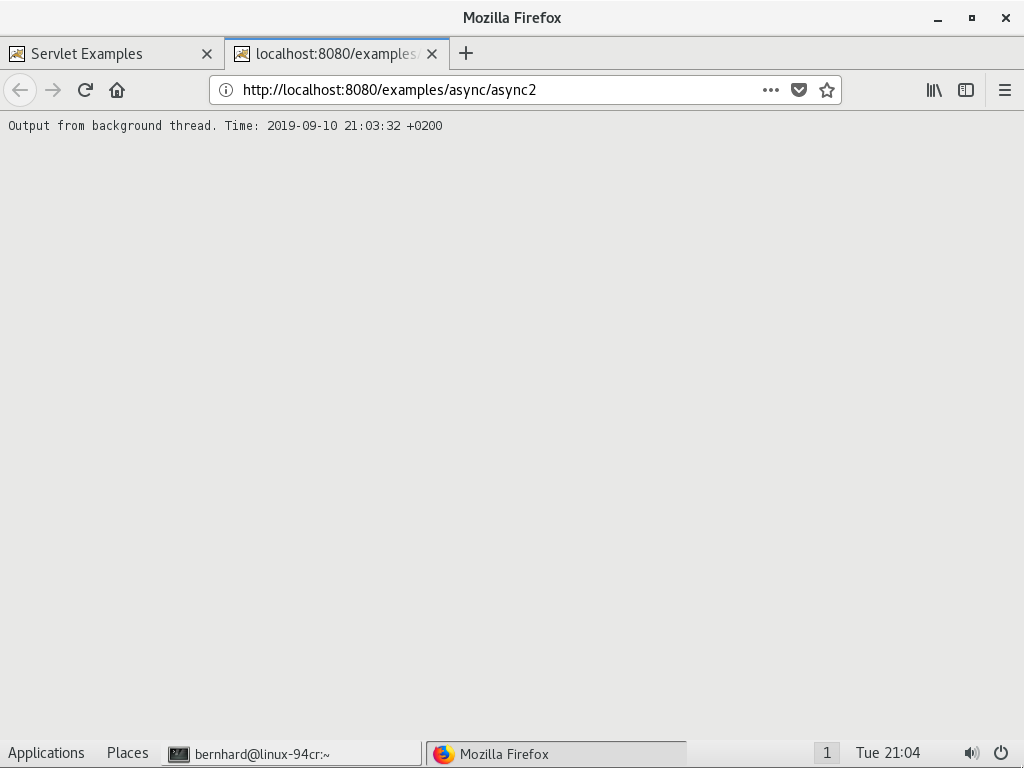 Mozilla Firefox
Servlet Examples
localhost:8080/examples/
http://localhost:8080/examples/async/async2
Output from background thread. Time: 2019-09-10 21:03:32 +0200
Applications Places bernhard@linux-94cr:~ Mozilla Firefox 1 Tue 21:04